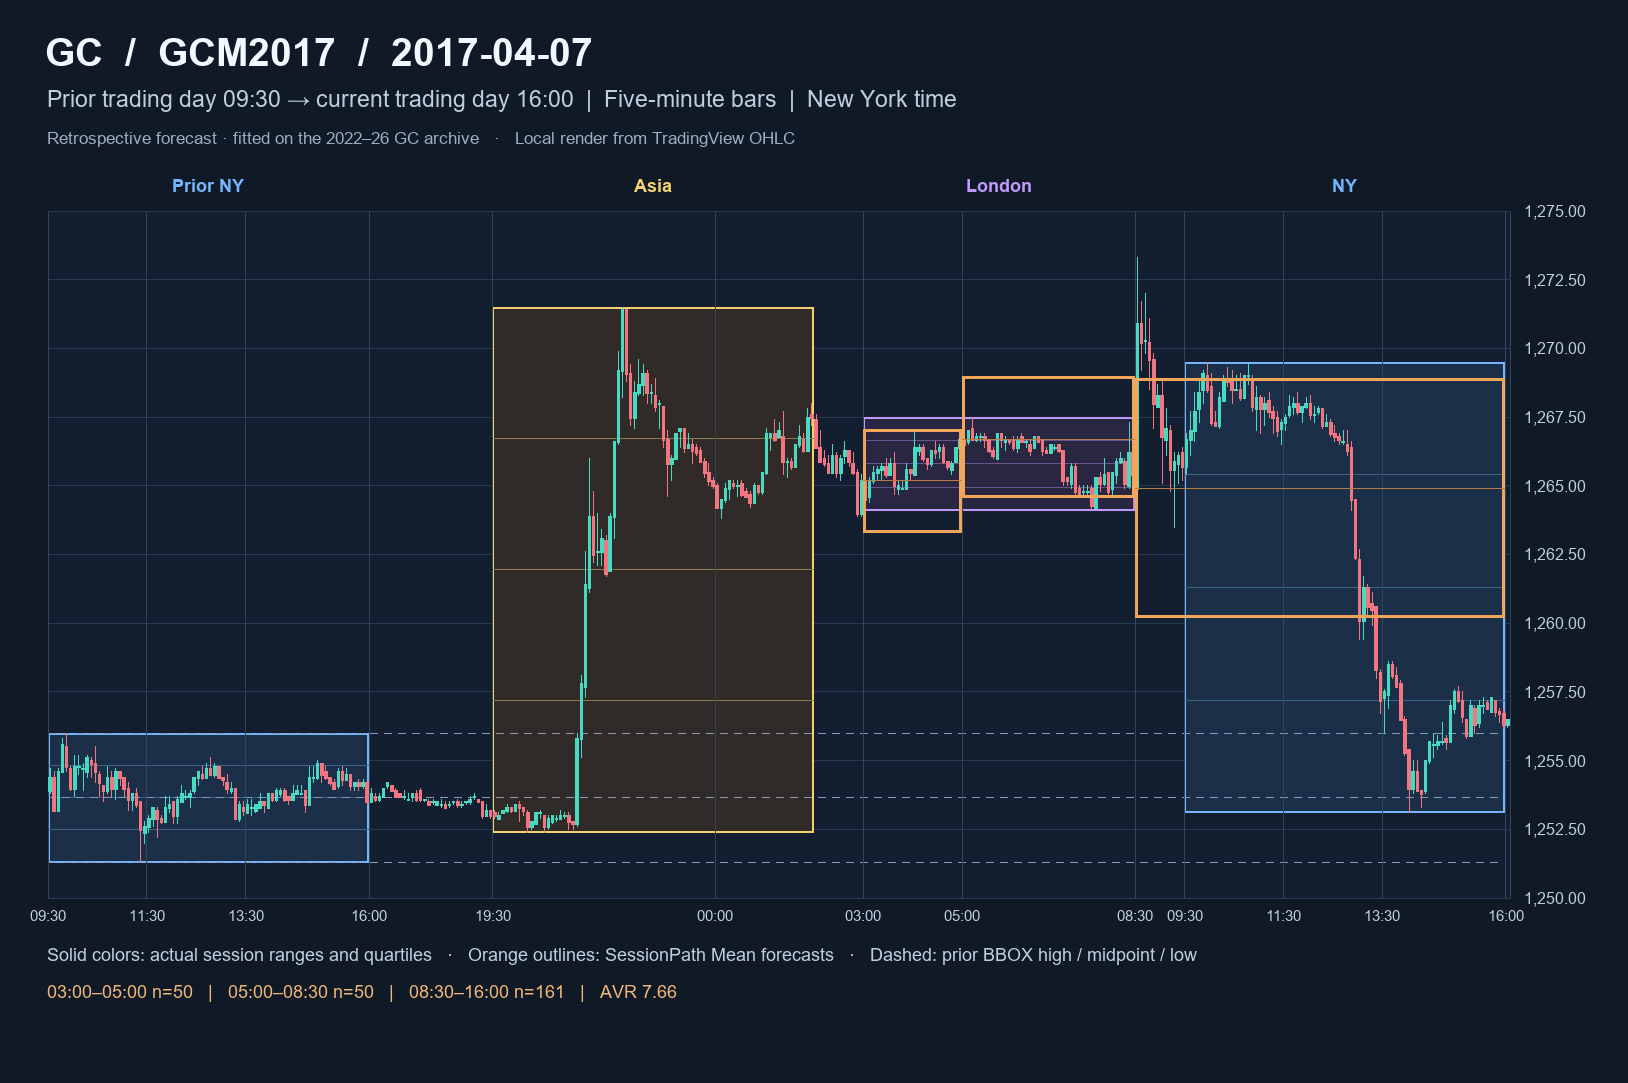 GC / GCM2017 / 2017-04-07
Prior trading day 09:30 → current trading day 16:00 | Five-minute bars | New York time
Retrospective forecast · fitted on the 2022–26 GC archive · Local render from TradingView OHLC
Prior NY Asia London NY
1,275.00
1,272.50
1,270.00
1,267.50
1,265.00
1,262.50
1,260.00
1,257.50
1,255.00
1,252.50
1,250.00
09:30 11:30 13:30 16:00 19:30 00:00 03:00 05:00 08:30 09:30 11:30 13:30 16:00
Solid colors: actual session ranges and quartiles · Orange outlines: SessionPath Mean forecasts · Dashed: prior BBOX high / midpoint / low
03:00–05:00 n=50 | 05:00–08:30 n=50 | 08:30–16:00 n=161 | AVR 7.66